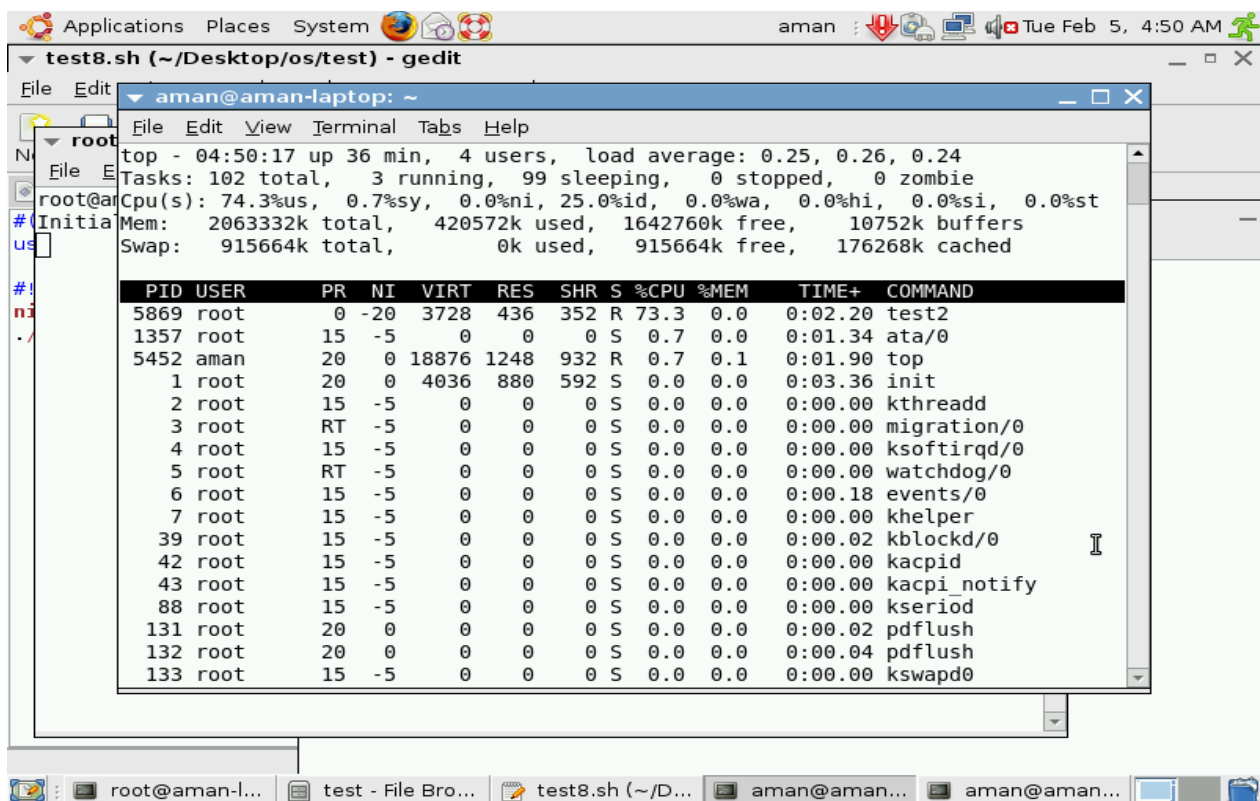 Applications Places System aman Tue Feb 5, 4:50 AM
test8.sh (~/Desktop/os/test) - gedit
File Edit
aman@aman-laptop: ~
File Edit View Terminal Tabs Help
root
File E
root@ar
Initia
#(
us
#!
ni
./
top - 04:50:17 up 36 min, 4 users, load average: 0.25, 0.26, 0.24
Tasks: 102 total, 3 running, 99 sleeping, 0 stopped, 0 zombie
Cpu(s): 74.3%us, 0.7%sy, 0.0%ni, 25.0%id, 0.0%wa, 0.0%hi, 0.0%si, 0.0%st
Mem: 2063332k total, 420572k used, 1642760k free, 10752k buffers
Swap: 915664k total, 0k used, 915664k free, 176268k cached
PID USER PR NI VIRT RES SHR S %CPU %MEM TIME+ COMMAND
5869 root 0 -20 3728 436 352 R 73.3 0.0 0:02.20 test2
1357 root 15 -5 0 0 0 S 0.7 0.0 0:01.34 ata/0
5452 aman 20 0 18876 1248 932 R 0.7 0.1 0:01.90 top
1 root 20 0 4036 880 592 S 0.0 0.0 0:03.36 init
2 root 15 -5 0 0 0 S 0.0 0.0 0:00.00 kthreadd
3 root RT -5 0 0 0 S 0.0 0.0 0:00.00 migration/0
4 root 15 -5 0 0 0 S 0.0 0.0 0:00.00 ksoftirqd/0
5 root RT -5 0 0 0 S 0.0 0.0 0:00.00 watchdog/0
6 root 15 -5 0 0 0 S 0.0 0.0 0:00.18 events/0
7 root 15 -5 0 0 0 S 0.0 0.0 0:00.00 khelper
39 root 15 -5 0 0 0 S 0.0 0.0 0:00.02 kblockd/0
42 root 15 -5 0 0 0 S 0.0 0.0 0:00.00 kacpid
43 root 15 -5 0 0 0 S 0.0 0.0 0:00.00 kacpi_notify
88 root 15 -5 0 0 0 S 0.0 0.0 0:00.00 kseriod
131 root 20 0 0 0 0 S 0.0 0.0 0:00.02 pdflush
132 root 20 0 0 0 0 S 0.0 0.0 0:00.04 pdflush
133 root 15 -5 0 0 0 S 0.0 0.0 0:00.00 kswapd0
root@aman-l... test - File Bro... test8.sh (~/D... aman@aman... aman@aman...